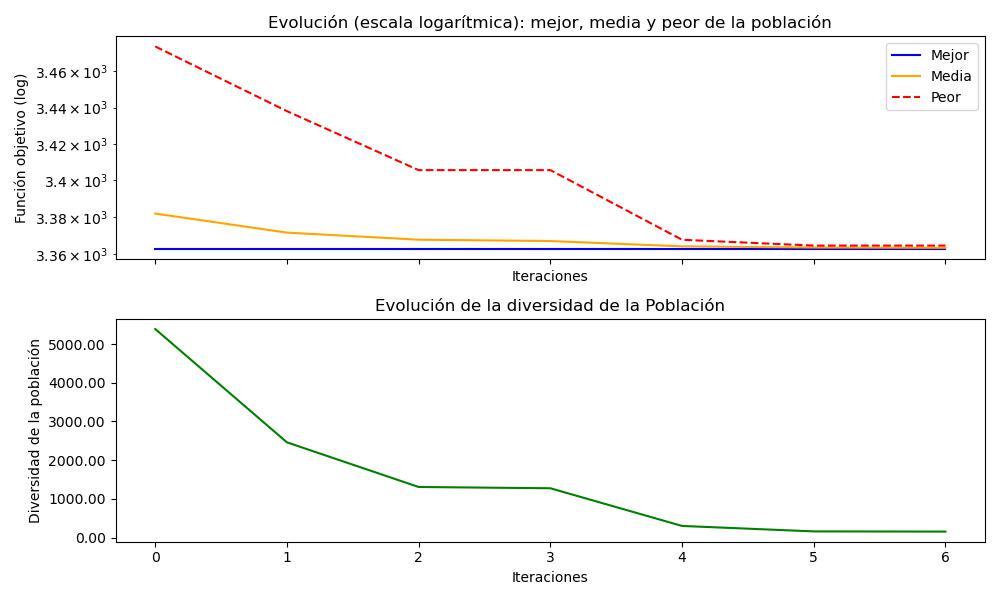 Evolución (escala logarítmica): mejor, media y peor de la población
Función objetivo (log)
3.46 × 10³
3.44 × 10³
3.42 × 10³
3.4 × 10³
3.38 × 10³
3.36 × 10³
Mejor
Media
Peor
Iteraciones
Evolución de la diversidad de la Población
Diversidad de la población
5000.00
4000.00
3000.00
2000.00
1000.00
0.00
0 1 2 3 4 5 6
Iteraciones